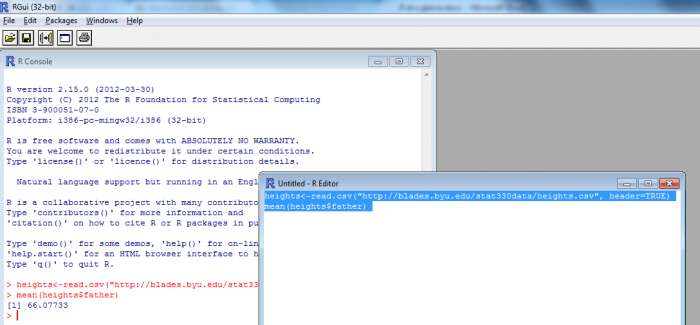 RGui (32-bit)
File Edit Packages Windows Help
R Console
R version 2.15.0 (2012-03-30)
Copyright (C) 2012 The R Foundation for Statistical Computing
ISBN 3-900051-07-0
Platform: i386-pc-mingw32/i386 (32-bit)
R is free software and comes with ABSOLUTELY NO WARRANTY.
You are welcome to redistribute it under certain conditions.
Type 'license()' or 'licence()' for distribution details.
Natural language support but running in an Engl
R is a collaborative project with many contributo
Type 'contributors()' for more information and
'citation()' on how to cite R or R packages in pu
Type 'demo()' for some demos, 'help()' for on-lin
'help.start()' for an HTML browser interface to h
Type 'q()' to quit R.
> heights<-read.csv("http://blades.byu.edu/stat33
> mean(heights$father)
[1] 66.07733
>
Untitled - R Editor
heights<-read.csv("http://blades.byu.edu/stat330data/heights.csv", header=TRUE)
mean(heights$father)